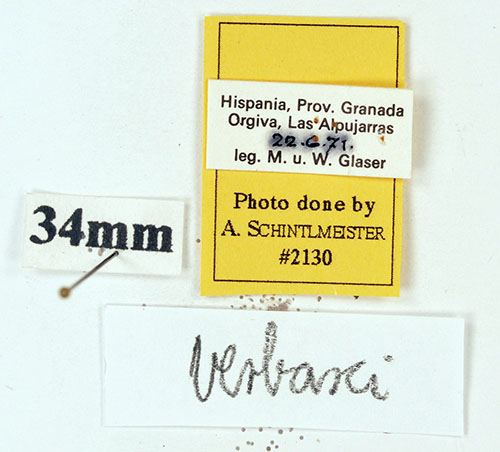 Hispania, Prov. Granada
Orgiva, Las Alpujarras
22.6.71.
leg. M. u. W. Glaser
Photo done by
A. SCHINTLMEISTER
#2130
34mm
verbasci